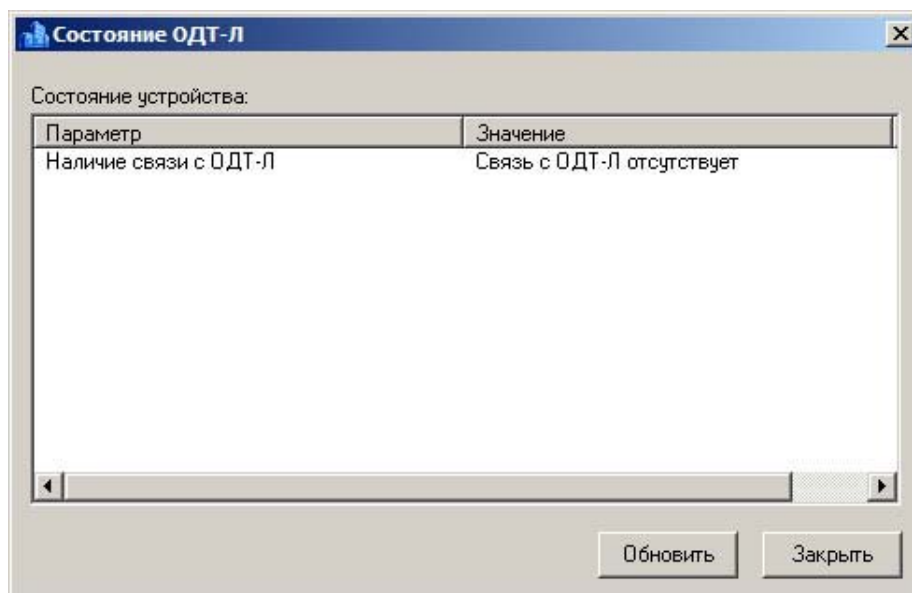 Состояние ОДТ-Л
Состояние устройства:
Параметр Значение
Наличие связи с ОДТ-Л Связь с ОДТ-Л отсутствует
Обновить Закрыть